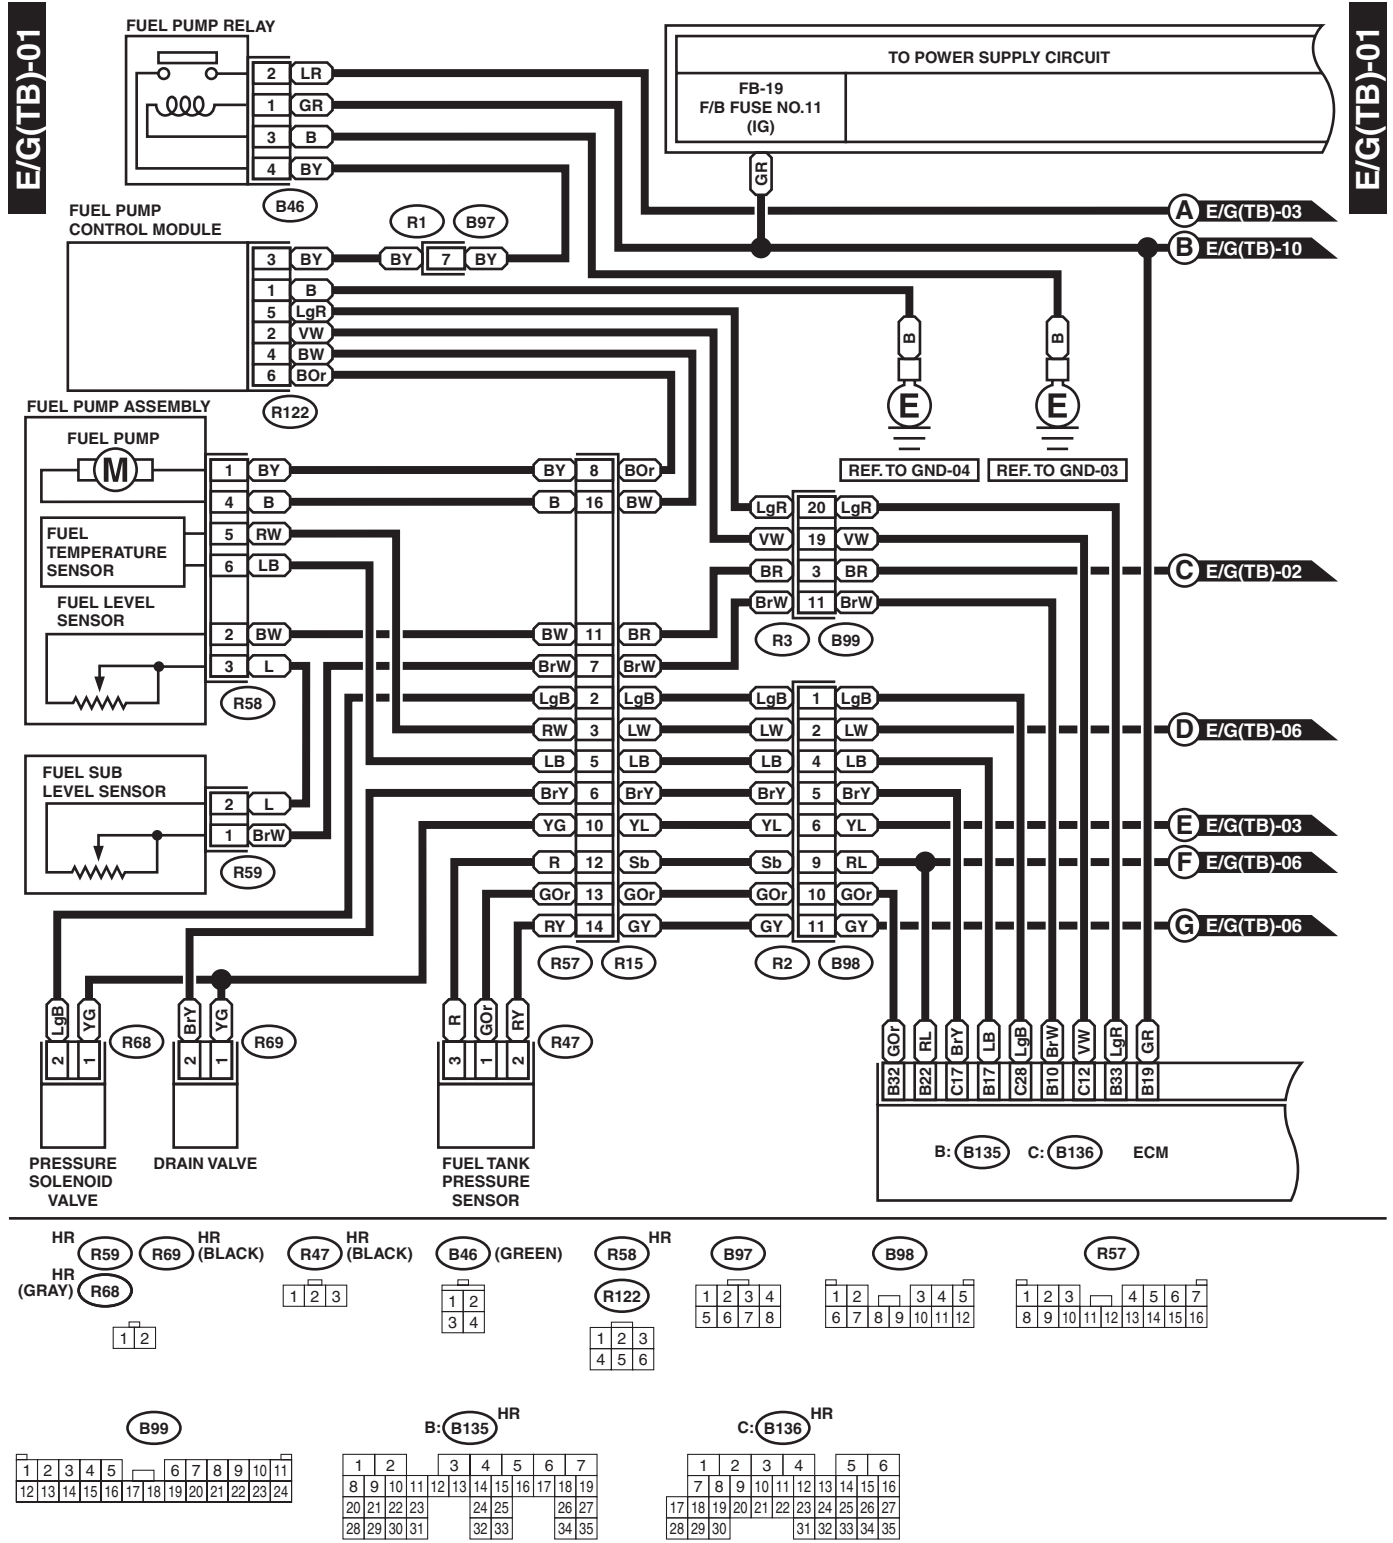 E/G(TB)-01
E/G(TB)-01
FUEL PUMP RELAY
2 LR
1 GR
3 B
4 BY
B46
TO POWER SUPPLY CIRCUIT
FB-19
F/B FUSE NO.11
(IG)
GR
A E/G(TB)-03
B E/G(TB)-10
FUEL PUMP
CONTROL MODULE
R1 B97
3 BY BY 7 BY
1 B
5 LgR
2 VW
4 BW
6 BOr
R122
B B
E E
REF. TO GND-04 REF. TO GND-03
FUEL PUMP ASSEMBLY
FUEL PUMP
M
1 BY BY 8 BOr
4 B B 16 BW
FUEL
TEMPERATURE
SENSOR
5 RW
6 LB
FUEL LEVEL
SENSOR
2 BW BW 11 BR
3 L BrW 7 BrW
R58
LgR 20 LgR
VW 19 VW
BR 3 BR C E/G(TB)-02
BrW 11 BrW
R3 B99
LgB 2 LgB LgB 1 LgB
RW 3 LW LW 2 LW D E/G(TB)-06
LB 5 LB LB 4 LB
BrY 6 BrY BrY 5 BrY
YG 10 YL YL 6 YL E E/G(TB)-03
R 12 Sb Sb 9 RL F E/G(TB)-06
GOr 13 GOr GOr 10 GOr
RY 14 GY GY 11 GY G E/G(TB)-06
R57 R15 R2 B98
FUEL SUB
LEVEL SENSOR
2 L
1 BrW
R59
LgB YG R68 BrY YG R69
2 1 2 1
R GOr RY R47
3 1 2
GOr RL BrY LB LgB BrW VW LgR GR
B32 B22 C17 B17 C28 B10 C12 B33 B19
B: B135 C: B136 ECM
PRESSURE
SOLENOID
VALVE
DRAIN VALVE
FUEL TANK
PRESSURE
SENSOR
HR R59 R69 HR
(BLACK)
HR
(GRAY) R68
1 2
R47 HR
(BLACK)
1 2 3
B46 (GREEN)
1 2
3 4
R58 HR
R122
1 2 3
4 5 6
B97
1 2 3 4
5 6 7 8
B98
1 2 3 4 5
6 7 8 9 10 11 12
R57
1 2 3 4 5 6 7
8 9 10 11 12 13 14 15 16
B99
1 2 3 4 5 6 7 8 9 10 11
12 13 14 15 16 17 18 19 20 21 22 23 24
B: B135 HR
1 2 3 4 5 6 7
8 9 10 11 12 13 14 15 16 17 18 19
20 21 22 23 24 25 26 27
28 29 30 31 32 33 34 35
C: B136 HR
1 2 3 4 5 6
7 8 9 10 11 12 13 14 15 16
17 18 19 20 21 22 23 24 25 26 27
28 29 30 31 32 33 34 35